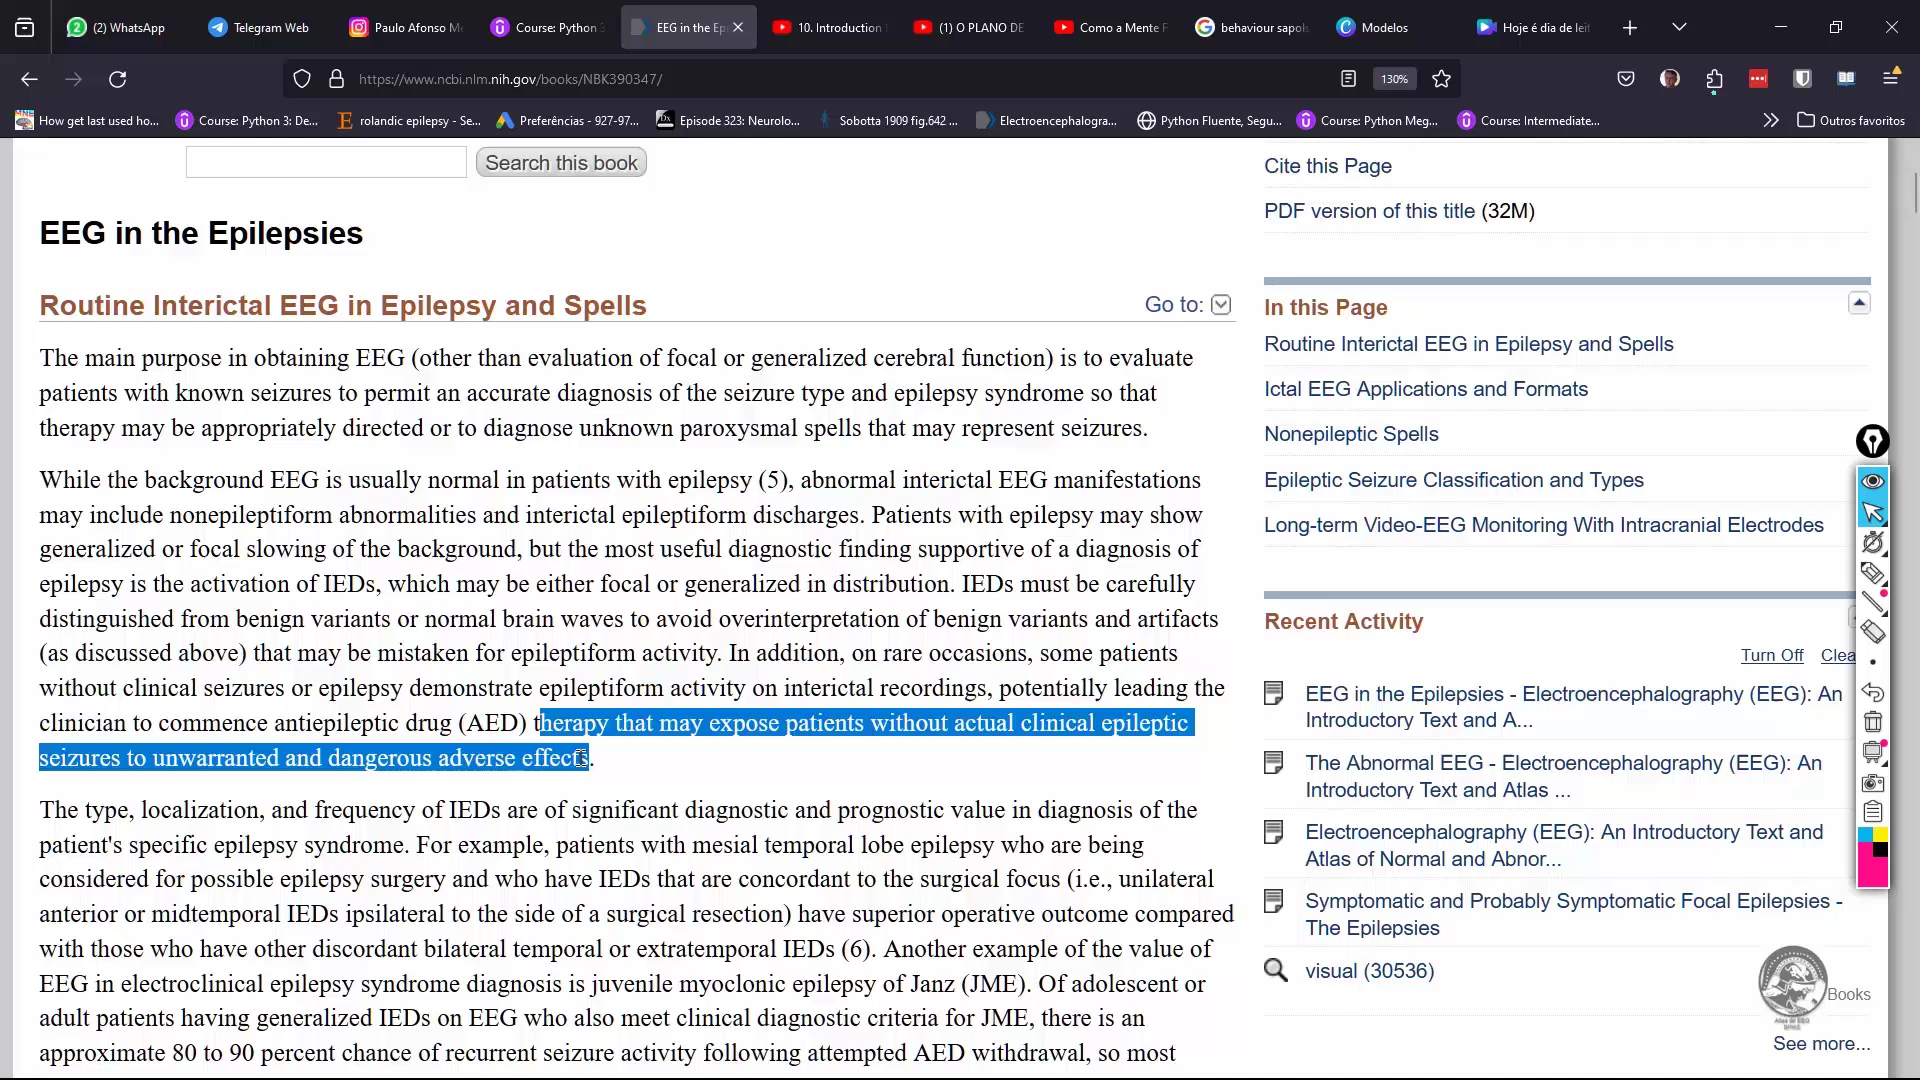 (2) WhatsApp
Telegram Web
Paulo Afonso Me
Course: Python 3
EEG in the Epi
10. Introduction
(1) O PLANO DE
Como a Mente F
behaviour sapols
Modelos
Hoje é dia de leit
https://www.ncbi.nlm.nih.gov/books/NBK390347/
130%
How get last used ho...
Course: Python 3: De...
rolandic epilepsy - Se...
Preferências - 927-97...
Episode 323: Neurolo...
Sobotta 1909 fig.642 ...
Electroencephalogra...
Python Fluente, Segu...
Course: Python Meg...
Course: Intermediate...
Outros favoritos
Search this book
EEG in the Epilepsies
Routine Interictal EEG in Epilepsy and Spells
Go to:
The main purpose in obtaining EEG (other than evaluation of focal or generalized cerebral function) is to evaluate
patients with known seizures to permit an accurate diagnosis of the seizure type and epilepsy syndrome so that
therapy may be appropriately directed or to diagnose unknown paroxysmal spells that may represent seizures.
While the background EEG is usually normal in patients with epilepsy (5), abnormal interictal EEG manifestations
may include nonepileptiform abnormalities and interictal epileptiform discharges. Patients with epilepsy may show
generalized or focal slowing of the background, but the most useful diagnostic finding supportive of a diagnosis of
epilepsy is the activation of IEDs, which may be either focal or generalized in distribution. IEDs must be carefully
distinguished from benign variants or normal brain waves to avoid overinterpretation of benign variants and artifacts
(as discussed above) that may be mistaken for epileptiform activity. In addition, on rare occasions, some patients
without clinical seizures or epilepsy demonstrate epileptiform activity on interictal recordings, potentially leading the
clinician to commence antiepileptic drug (AED) therapy that may expose patients without actual clinical epileptic
seizures to unwarranted and dangerous adverse effects.
The type, localization, and frequency of IEDs are of significant diagnostic and prognostic value in diagnosis of the
patient's specific epilepsy syndrome. For example, patients with mesial temporal lobe epilepsy who are being
considered for possible epilepsy surgery and who have IEDs that are concordant to the surgical focus (i.e., unilateral
anterior or midtemporal IEDs ipsilateral to the side of a surgical resection) have superior operative outcome compared
with those who have other discordant bilateral temporal or extratemporal IEDs (6). Another example of the value of
EEG in electroclinical epilepsy syndrome diagnosis is juvenile myoclonic epilepsy of Janz (JME). Of adolescent or
adult patients having generalized IEDs on EEG who also meet clinical diagnostic criteria for JME, there is an
approximate 80 to 90 percent chance of recurrent seizure activity following attempted AED withdrawal, so most
Cite this Page
PDF version of this title (32M)
In this Page
Routine Interictal EEG in Epilepsy and Spells
Ictal EEG Applications and Formats
Nonepileptic Spells
Epileptic Seizure Classification and Types
Long-term Video-EEG Monitoring With Intracranial Electrodes
Recent Activity
Turn Off Clea
EEG in the Epilepsies - Electroencephalography (EEG): An
Introductory Text and A...
The Abnormal EEG - Electroencephalography (EEG): An
Introductory Text and Atlas ...
Electroencephalography (EEG): An Introductory Text and
Atlas of Normal and Abnor...
Symptomatic and Probably Symptomatic Focal Epilepsies -
The Epilepsies
visual (30536)
Books
See more...